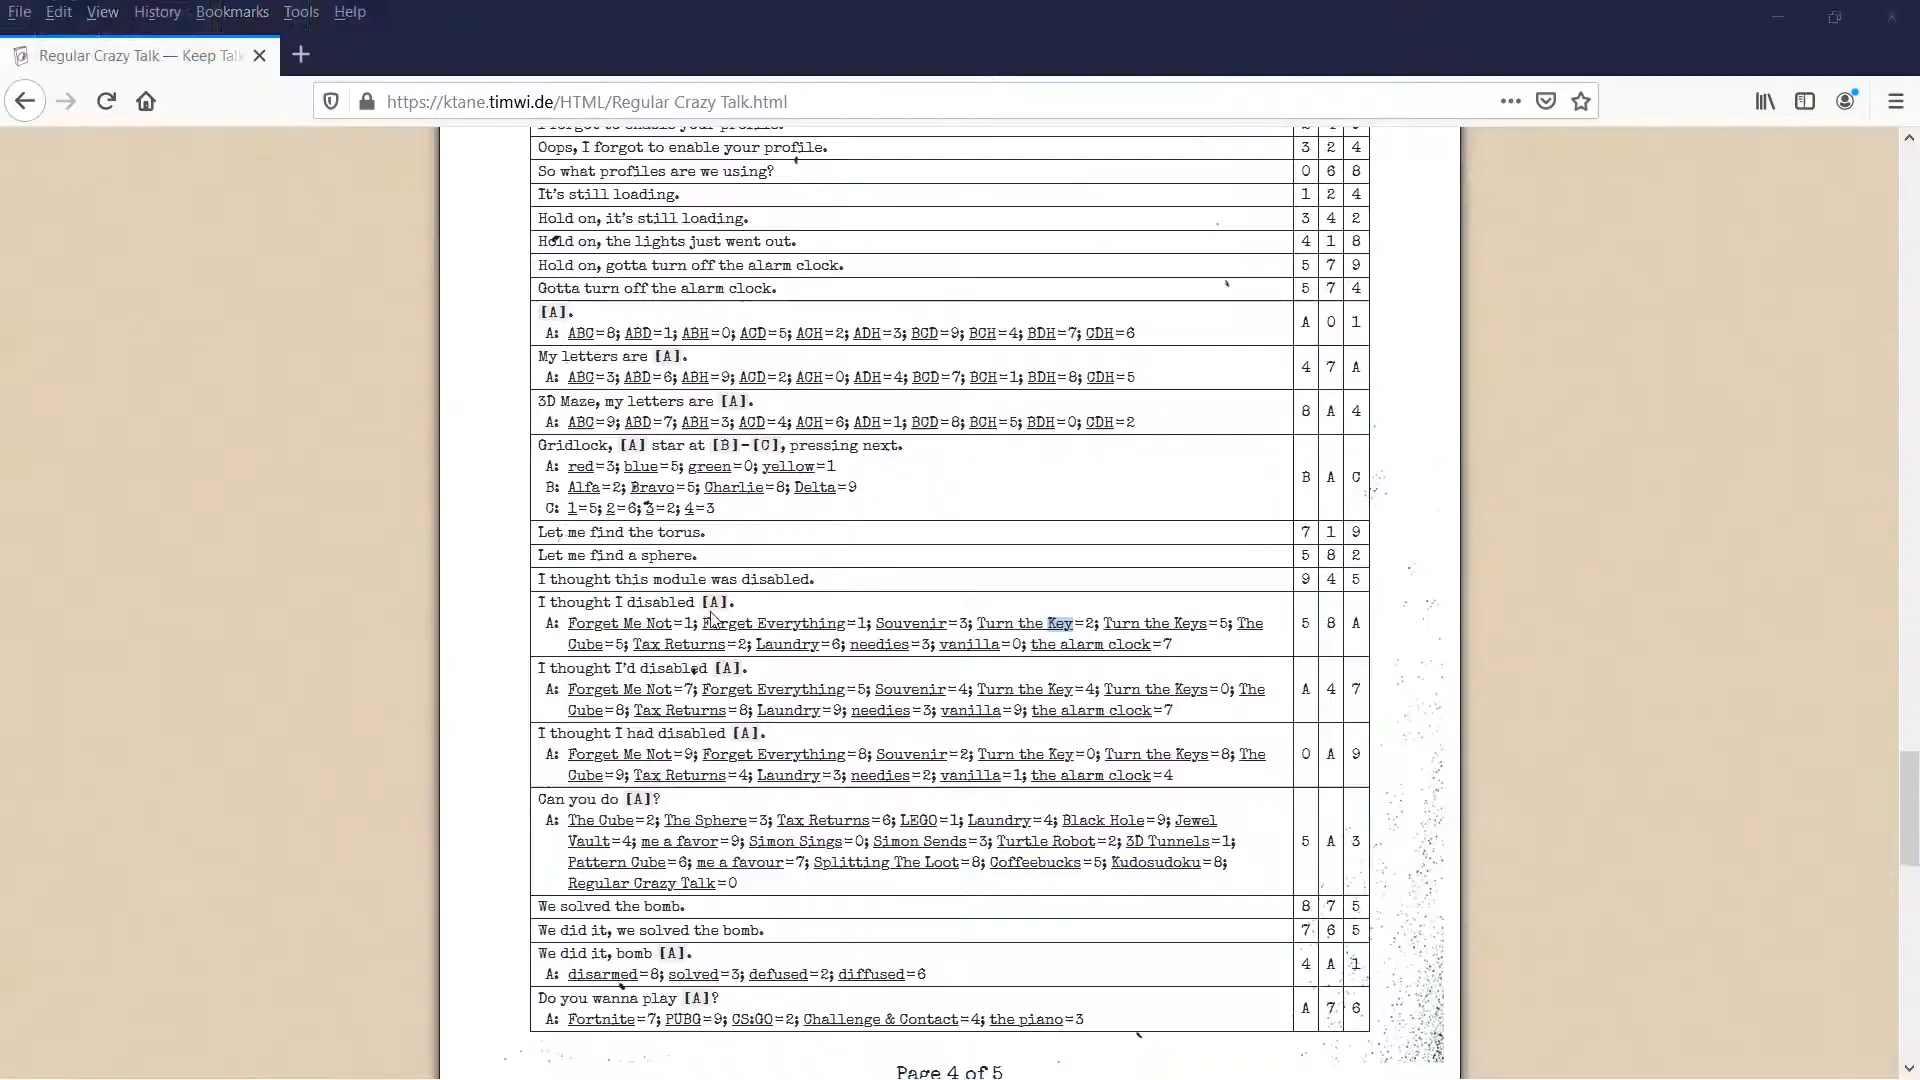 File Edit View History Bookmarks Tools Help
Regular Crazy Talk — Keep Talk
https://ktane.timwi.de/HTML/Regular Crazy Talk.html
Oops, I forgot to enable your profile. 3 2 4
So what profiles are we using? 0 6 8
It's still loading. 1 2 4
Hold on, it's still loading. 3 4 2
Hold on, the lights just went out. 4 1 8
Hold on, gotta turn off the alarm clock. 5 7 9
Gotta turn off the alarm clock. 5 7 4
[A].
A: ABC=8; ABD=1; ABH=0; ACD=5; ACH=2; ADH=3; BCD=9; BCH=4; BDH=7; CDH=6
A 0 1
My letters are [A].
A: ABC=3; ABD=6; ABH=9; ACD=2; ACH=0; ADH=4; BCD=7; BCH=1; BDH=8; CDH=5
4 7 A
3D Maze, my letters are [A].
A: ABC=9; ABD=7; ABH=3; ACD=4; ACH=6; ADH=1; BCD=8; BCH=5; BDH=0; CDH=2
8 A 4
Gridlock, [A] star at [B]-[C], pressing next.
A: red=3; blue=5; green=0; yellow=1
B: Alfa=2; Bravo=5; Charlie=8; Delta=9
C: 1=5; 2=6; 3=2; 4=3
B A C
Let me find the torus. 7 1 9
Let me find a sphere. 5 8 2
I thought this module was disabled. 9 4 5
I thought I disabled [A].
A: Forget Me Not=1; Forget Everything=1; Souvenir=3; Turn the Key=2; Turn the Keys=5; The
Cube=5; Tax Returns=2; Laundry=6; needies=3; vanilla=0; the alarm clock=7
5 8 A
I thought I'd disabled [A].
A: Forget Me Not=7; Forget Everything=5; Souvenir=4; Turn the Key=4; Turn the Keys=0; The
Cube=8; Tax Returns=8; Laundry=9; needies=3; vanilla=9; the alarm clock=7
A 4 7
I thought I had disabled [A].
A: Forget Me Not=9; Forget Everything=8; Souvenir=2; Turn the Key=0; Turn the Keys=8; The
Cube=9; Tax Returns=4; Laundry=3; needies=2; vanilla=1; the alarm clock=4
0 A 9
Can you do [A]?
A: The Cube=2; The Sphere=3; Tax Returns=6; LEGO=1; Laundry=4; Black Hole=9; Jewel
Vault=4; me a favor=9; Simon Sings=0; Simon Sends=3; Turtle Robot=2; 3D Tunnels=1;
Pattern Cube=6; me a favour=7; Splitting The Loot=8; Coffeebucks=5; Kudosudoku=8;
Regular Crazy Talk=0
5 A 3
We solved the bomb. 8 7 5
We did it, we solved the bomb. 7 6 5
We did it, bomb [A].
A: disarmed=8; solved=3; defused=2; diffused=6
4 A 1
Do you wanna play [A]?
A: Fortnite=7; PUBG=9; CS:GO=2; Challenge & Contact=4; the piano=3
A 7 6
Page 4 of 5